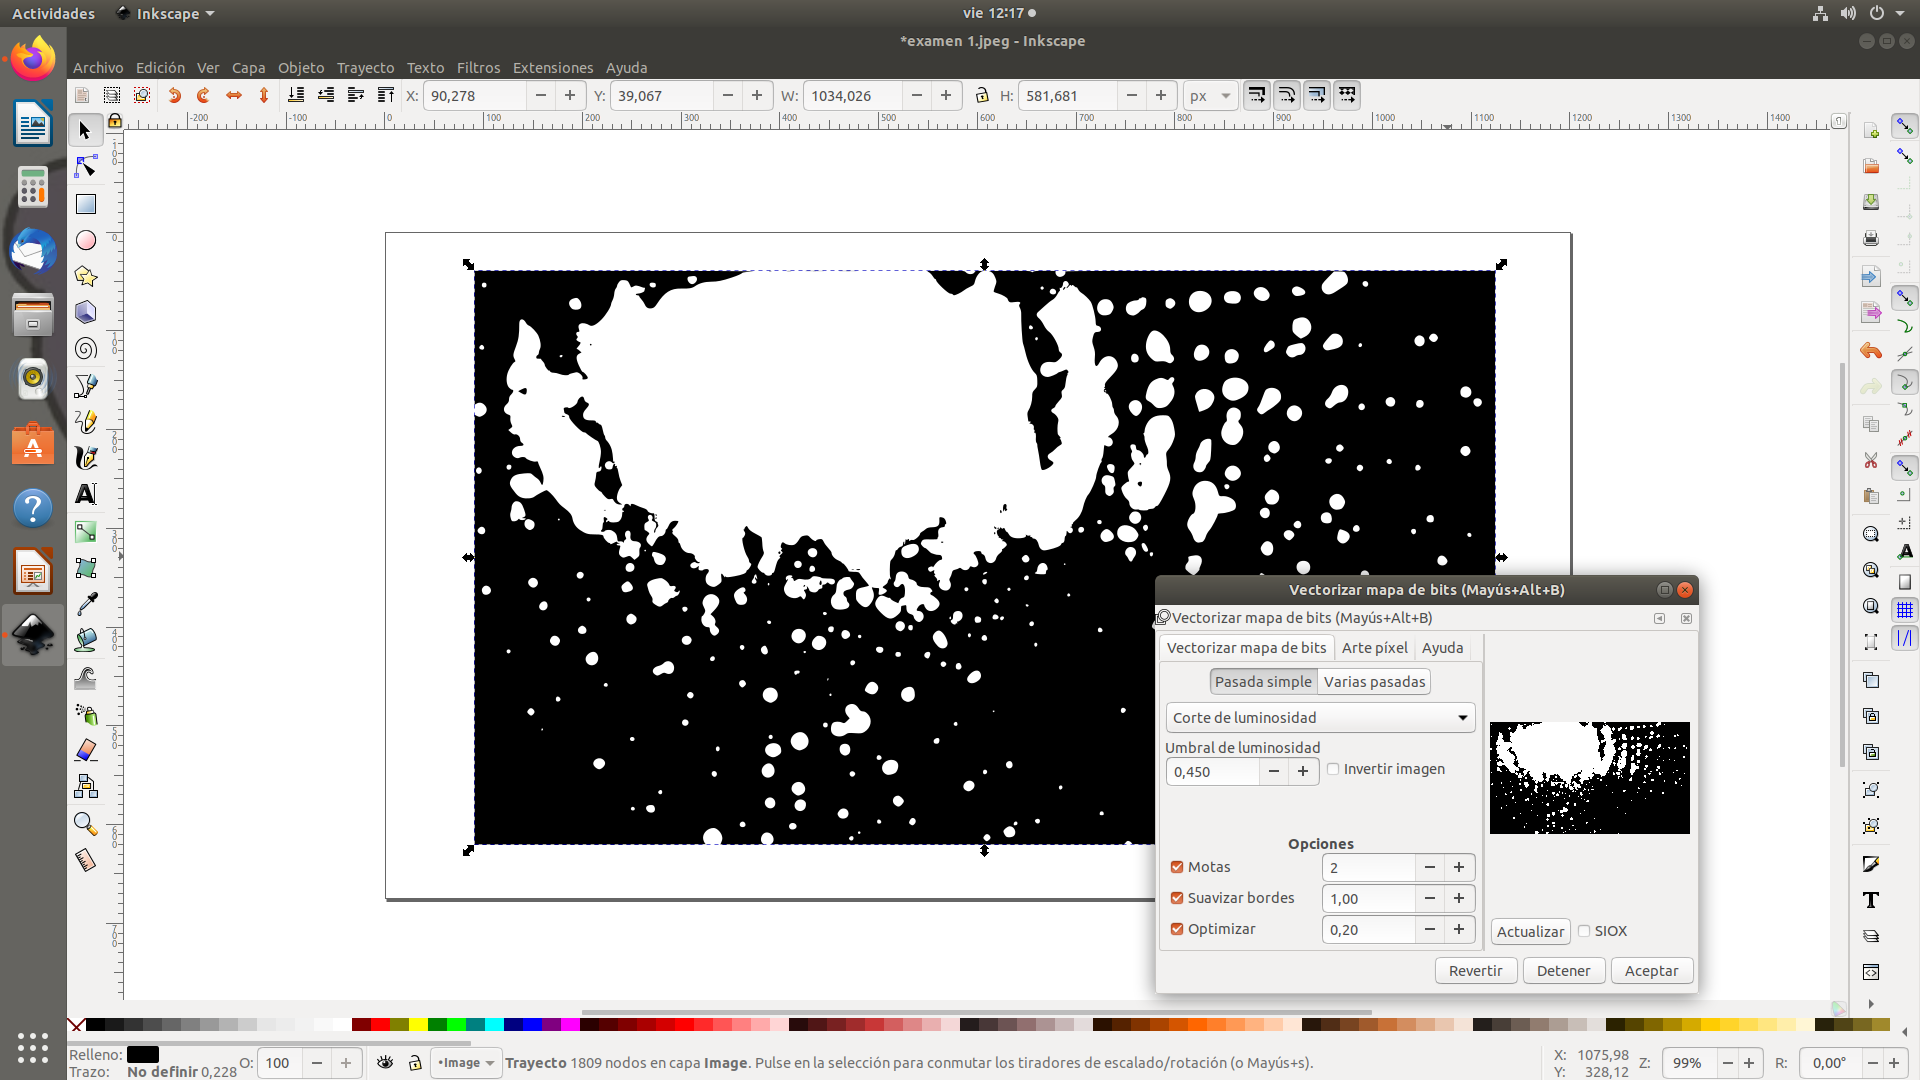 Actividades
Inkscape
vie 12:17
*examen 1.jpeg - Inkscape
Archivo Edición Ver Capa Objeto Trayecto Texto Filtros Extensiones Ayuda
X: 90,278 − + Y: 39,067 − + W: 1034,026 − + H: 581,681 − + px
-200 -100 0 100 200 300 400 500 600 700 800 900 1000 1100 1200 1300 1400
Vectorizar mapa de bits (Mayús+Alt+B)
Vectorizar mapa de bits (Mayús+Alt+B)
Vectorizar mapa de bits Arte píxel Ayuda
Pasada simple Varias pasadas
Corte de luminosidad
Umbral de luminosidad
0,450 − + Invertir imagen
Opciones
Motas 2 − +
Suavizar bordes 1,00 − +
Optimizar 0,20 − +
Actualizar SIOX
Revertir Detener Aceptar
Relleno: O: 100 − + •Image Trayecto 1809 nodos en capa Image. Pulse en la selección para conmutar los tiradores de escalado/rotación (o Mayús+s).
Trazo: No definir 0,228
X: 1075,98
Y: 328,12
Z: 99% − + R: 0,00° − +